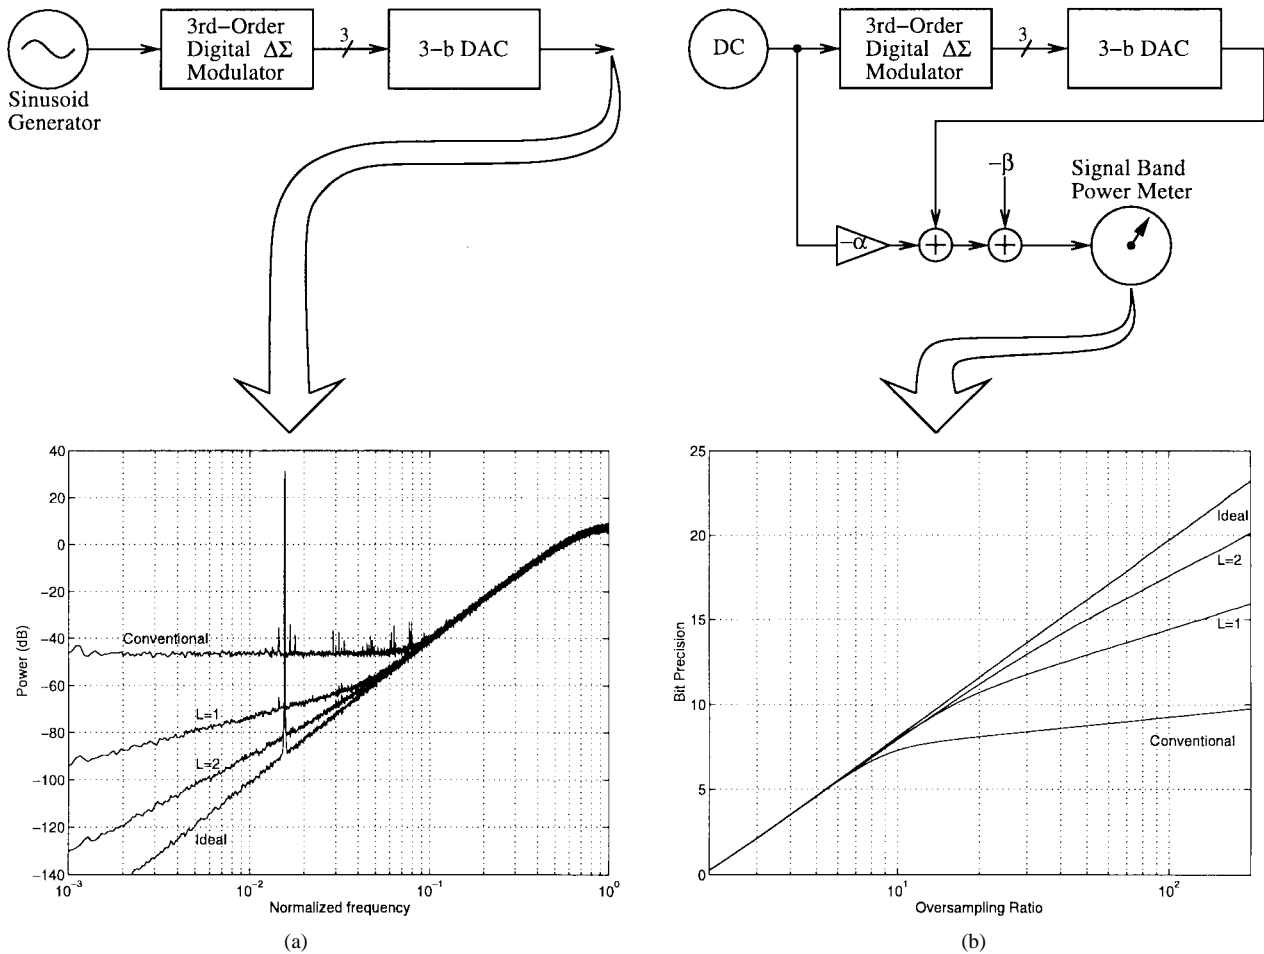 3rd−Order
Digital ΔΣ
Modulator
3
3−b DAC
Sinusoid
Generator
DC
3rd−Order
Digital ΔΣ
Modulator
3
3−b DAC
−β
Signal Band
Power Meter
−α
+
+
40
20
0
−20
−40
−60
−80
−100
−120
−140
Power (dB)
Conventional
L=1
L=2
Ideal
10⁻³
10⁻²
10⁻¹
10⁰
Normalized frequency
(a)
25
20
15
10
5
0
Bit Precision
Ideal
L=2
L=1
Conventional
10¹
10²
Oversampling Ratio
(b)